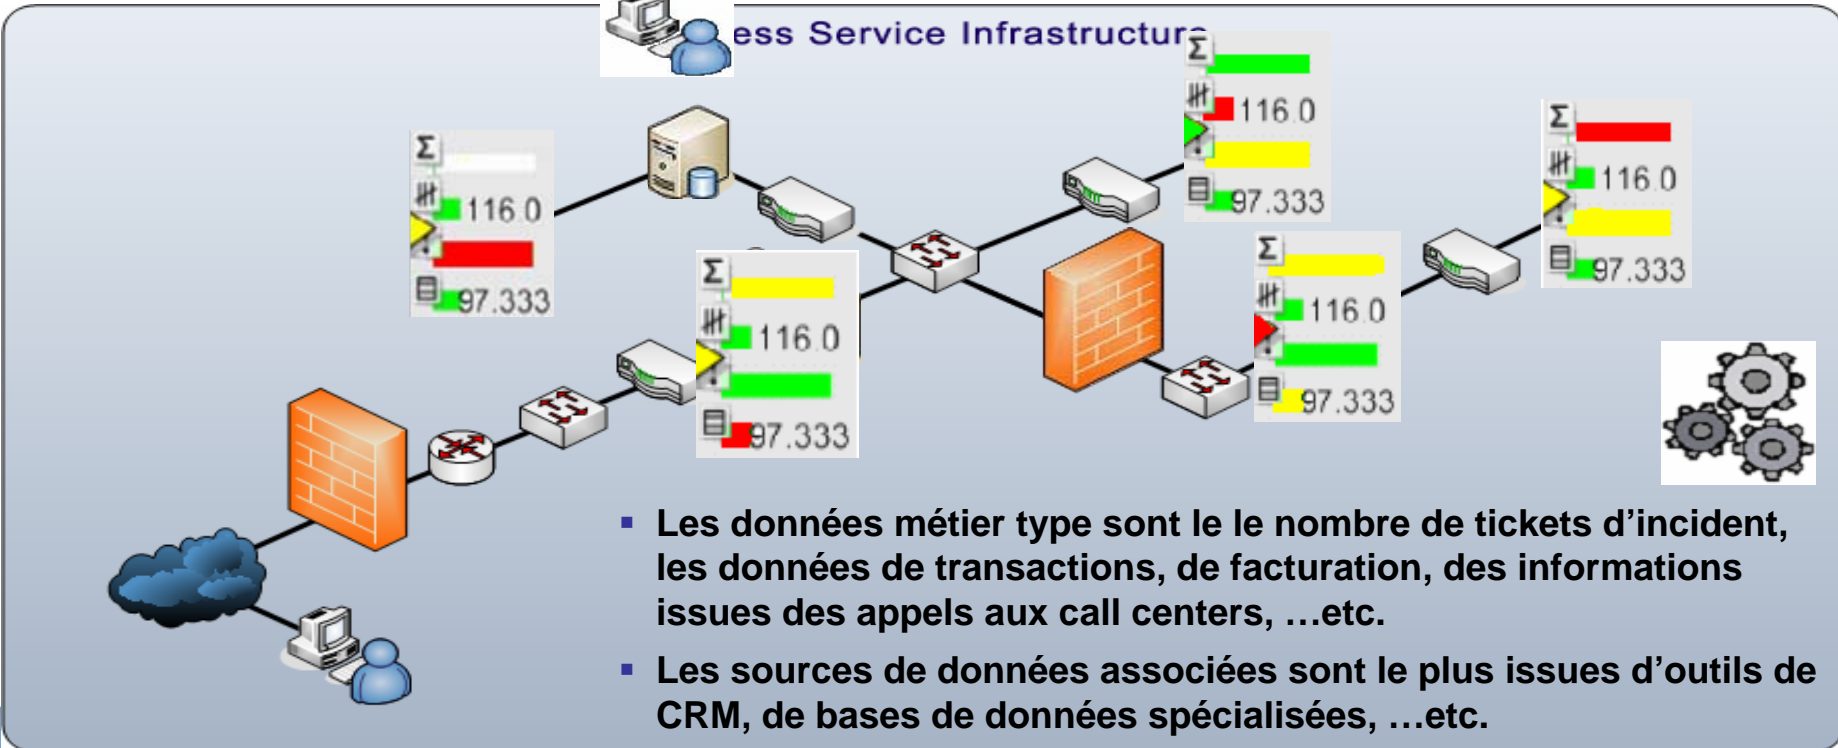 ess Service Infrastructure
Σ
116.0
97.333
Σ
116.0
97.333
Σ
116.0
97.333
Σ
116.0
97.333
Σ
116.0
97.333
▪ Les données métier type sont le le nombre de tickets d’incident,
les données de transactions, de facturation, des informations
issues des appels aux call centers, …etc.
▪ Les sources de données associées sont le plus issues d’outils de
CRM, de bases de données spécialisées, …etc.